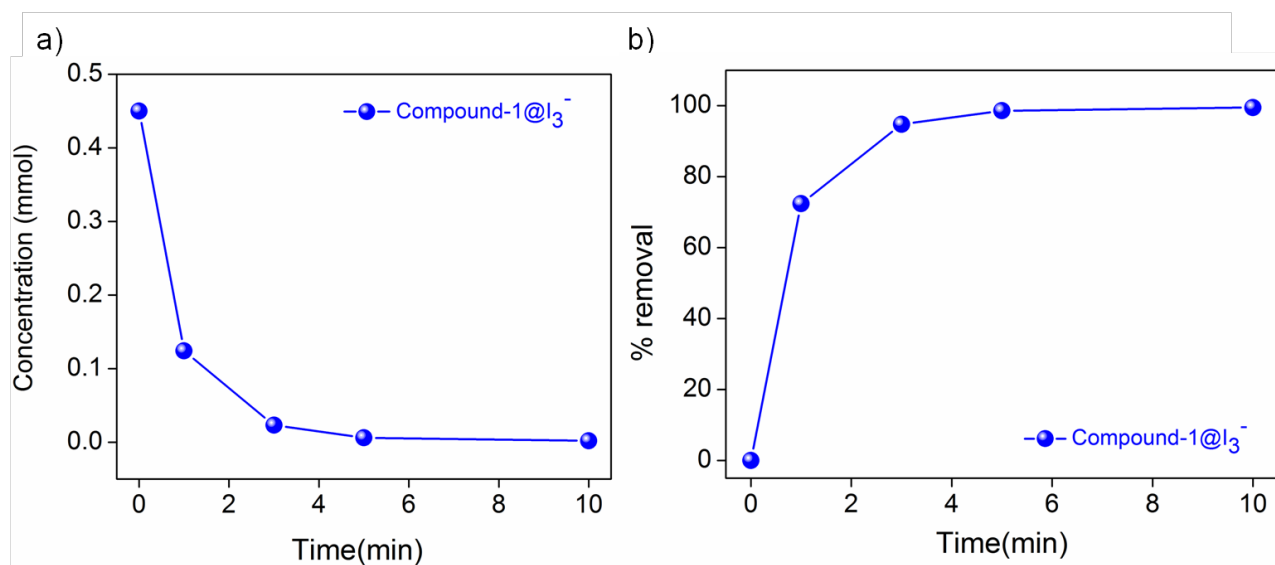 a)
Concentration (mmol)
0.5
0.4
0.3
0.2
0.1
0.0
Compound-1@I₃⁻
0 2 4 6 8 10
Time(min)
b)
% removal
100
80
60
40
20
0
Compound-1@I₃⁻
0 2 4 6 8 10
Time(min)